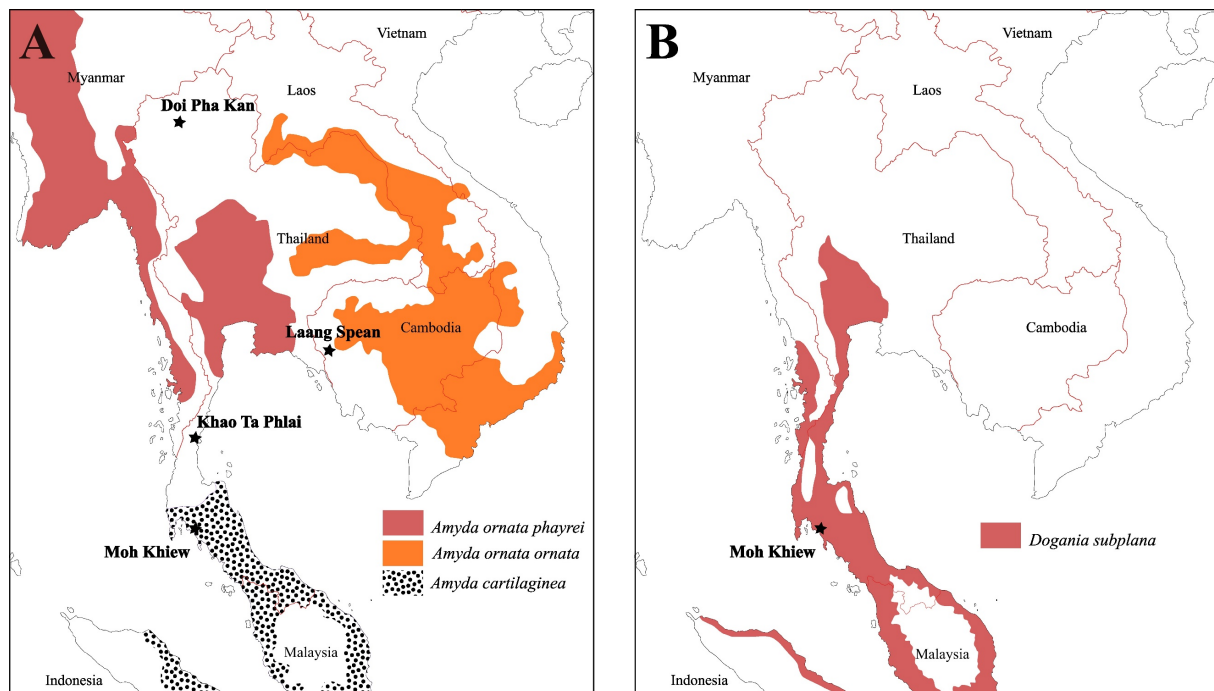 A
Vietnam
Myanmar
Laos
Doi Pha Kan
Thailand
Laang Spean
Cambodia
Khao Ta Phlai
Moh Khiew
Amyda ornata phayrei
Amyda ornata ornata
Amyda cartilaginea
Malaysia
Indonesia
B
Vietnam
Myanmar
Laos
Thailand
Cambodia
Moh Khiew
Dogania subplana
Malaysia
Indonesia